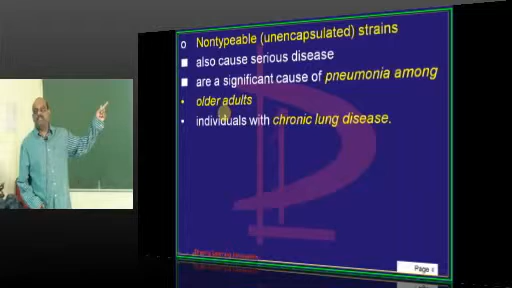 Nontypeable (unencapsulated) strains
also cause serious disease
are a significant cause of pneumonia among
older adults
individuals with chronic lung disease.
Page